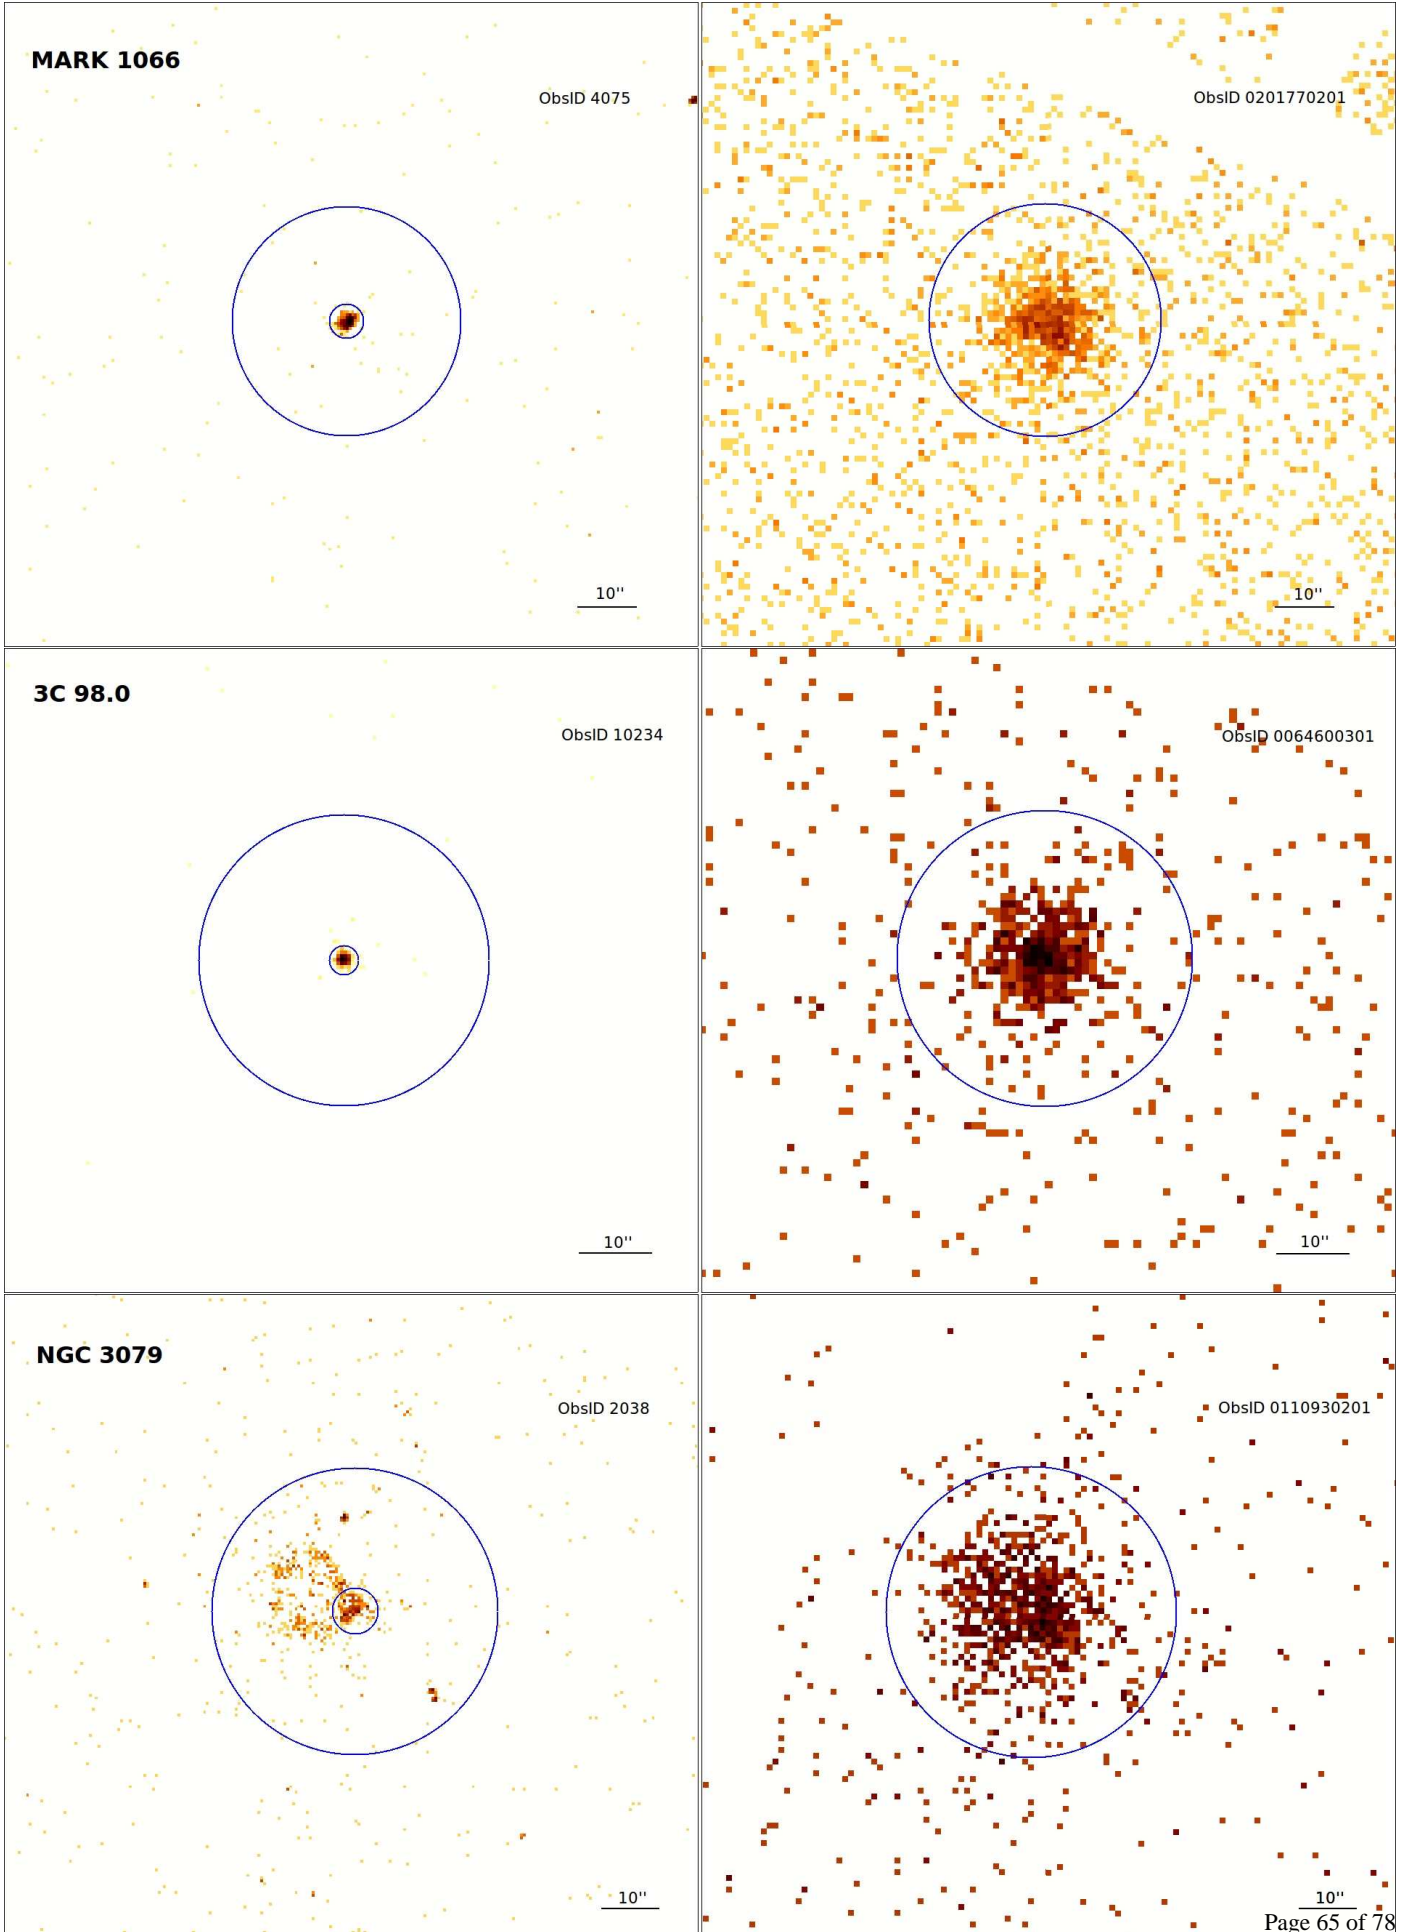 MARK 1066
ObsID 4075
10''
ObsID 0201770201
10''
3C 98.0
ObsID 10234
10''
ObsID 0064600301
10''
NGC 3079
ObsID 2038
10''
ObsID 0110930201
10''
Page 65 of 78